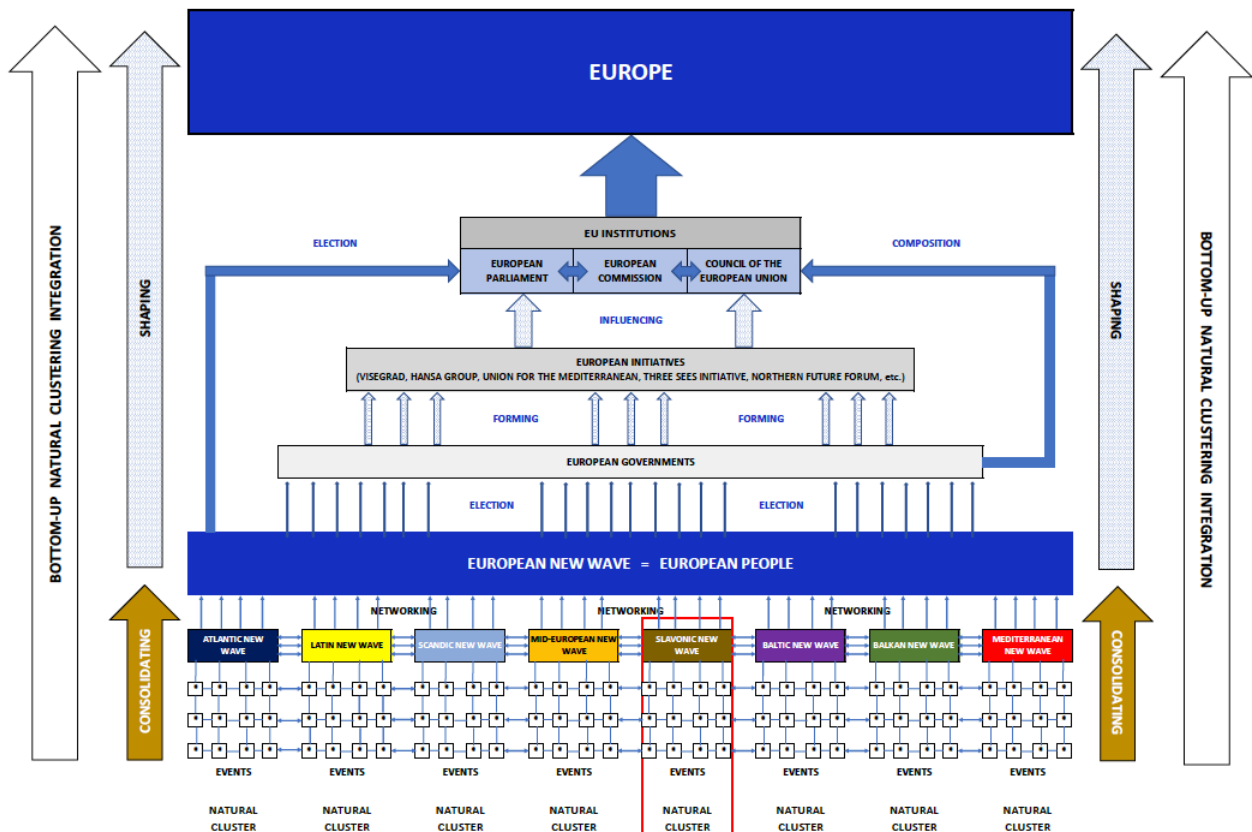 EUROPE
EU INSTITUTIONS
ELECTION
COMPOSITION
EUROPEAN
PARLIAMENT
EUROPEAN
COMMISSION
COUNCIL OF THE
EUROPEAN UNION
INFLUENCING
EUROPEAN INITIATIVES
(VISEGRAD, HANSA GROUP, UNION FOR THE MEDITERRANEAN, THREE SEES INITIATIVE, NORTHERN FUTURE FORUM, etc.)
FORMING
FORMING
EUROPEAN GOVERNMENTS
ELECTION
ELECTION
EUROPEAN NEW WAVE = EUROPEAN PEOPLE
NETWORKING
NETWORKING
NETWORKING
ATLANTIC NEW
WAVE
LATIN NEW WAVE
SCANDIC NEW WAVE
MID-EUROPEAN NEW
WAVE
SLAVONIC NEW
WAVE
BALTIC NEW WAVE
BALKAN NEW WAVE
MEDITERRANEAN
NEW WAVE
* * * * * * * * * * * * * * * * * * * * * * * * * * * * * * * *
* * * * * * * * * * * * * * * * * * * * * * * * * * * * * * * *
* * * * * * * * * * * * * * * * * * * * * * * * * * * * * * * *
EVENTS
EVENTS
EVENTS
EVENTS
EVENTS
EVENTS
EVENTS
EVENTS
NATURAL
CLUSTER
NATURAL
CLUSTER
NATURAL
CLUSTER
NATURAL
CLUSTER
NATURAL
CLUSTER
NATURAL
CLUSTER
NATURAL
CLUSTER
NATURAL
CLUSTER
BOTTOM-UP NATURAL CLUSTERING INTEGRATION
SHAPING
CONSOLIDATING
SHAPING
CONSOLIDATING
BOTTOM-UP NATURAL CLUSTERING INTEGRATION